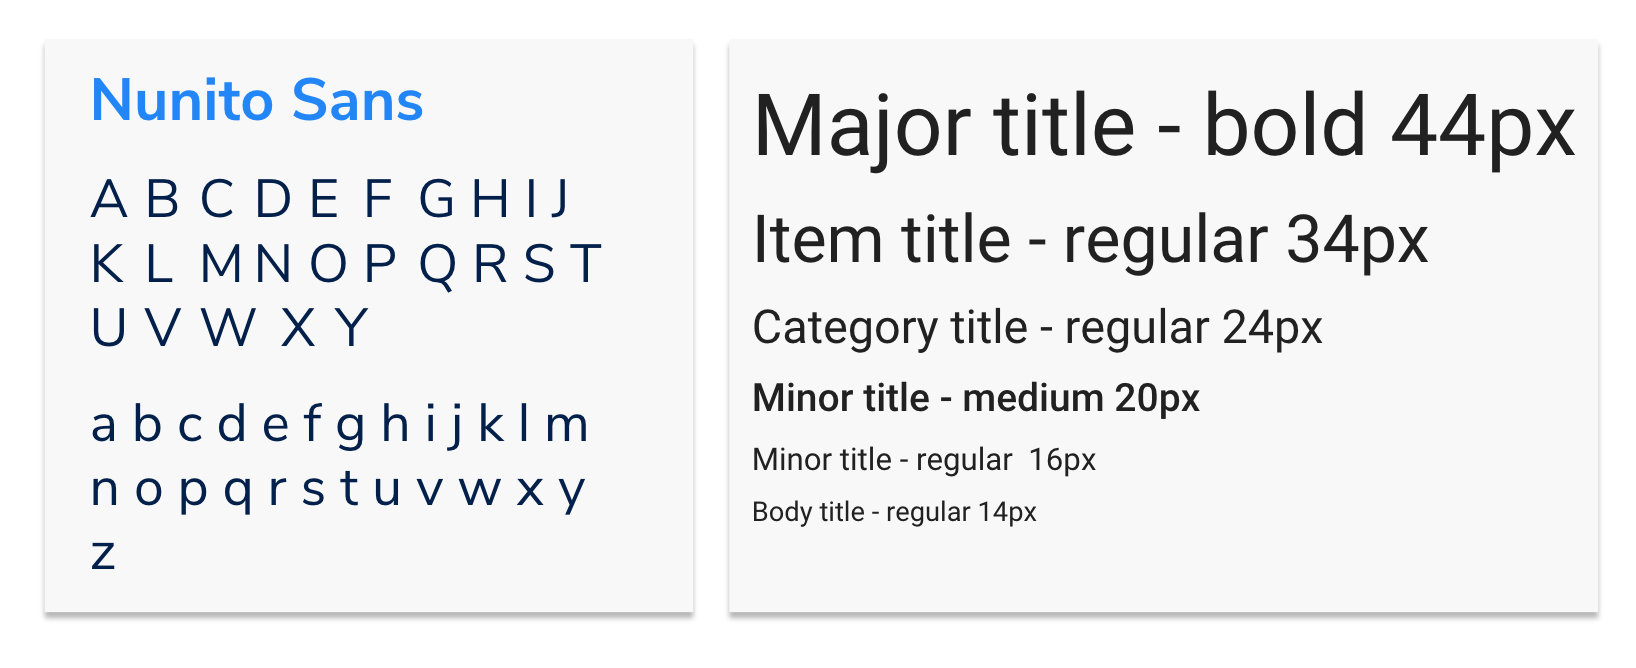 Nunito Sans
A B C D E F G H I J
K L M N O P Q R S T
U V W X Y
a b c d e f g h i j k l m
n o p q r s t u v w x y
z
Major title - bold 44px
Item title - regular 34px
Category title - regular 24px
Minor title - medium 20px
Minor title - regular  16px
Body title - regular 14px